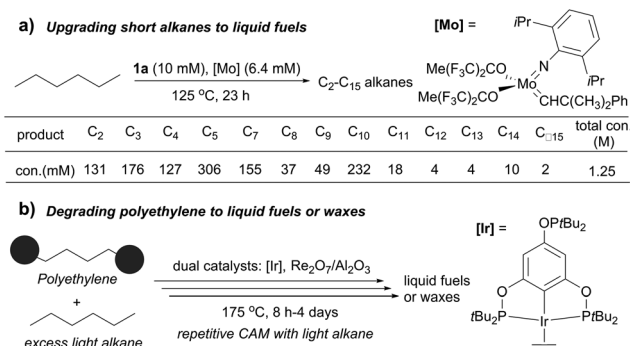 a) Upgrading short alkanes to liquid fuels
[Mo] =
iPr
N
iPr
Me(F3C)2CO
Mo
Me(F3C)2CO
CHC(CH3)2Ph
1a (10 mM), [Mo] (6.4 mM)
125 °C, 23 h
C2-C15 alkanes
product C2 C3 C4 C5 C7 C8 C9 C10 C11 C12 C13 C14 C□15 total con. (M)
con.(mM) 131 176 127 306 155 37 49 232 18 4 4 10 2 1.25
b) Degrading polyethylene to liquid fuels or waxes
[Ir] =
OPtBu2
Polyethylene
+
excess light alkane
dual catalysts: [Ir], Re2O7/Al2O3
175 °C, 8 h-4 days
repetitive CAM with light alkane
liquid fuels
or waxes
O
O
tBu2P
Ir
PtBu2